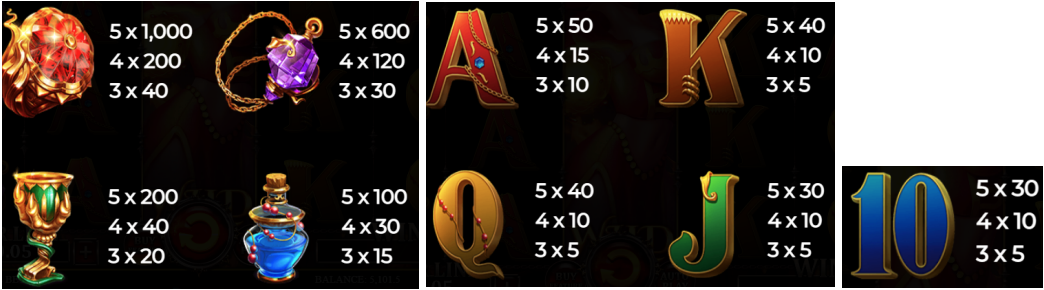 5 x 1,000
4 x 200
3 x 40
5 x 600
4 x 120
3 x 30
A
5 x 50
4 x 15
3 x 10
K
5 x 40
4 x 10
3 x 5
5 x 200
4 x 40
3 x 20
5 x 100
4 x 30
3 x 15
Q
5 x 40
4 x 10
3 x 5
J
5 x 30
4 x 10
3 x 5
10
5 x 30
4 x 10
3 x 5